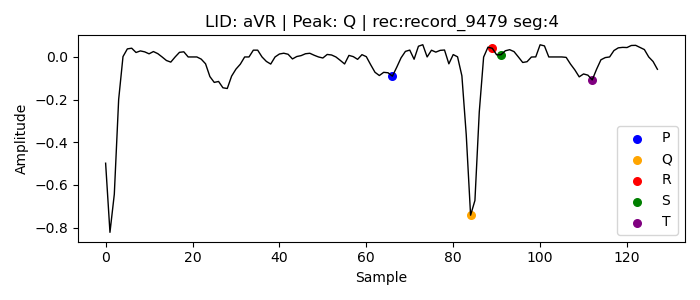 LID: aVR | Peak: Q | rec:record_9479 seg:4
Amplitude
0.0
−0.2
−0.4
−0.6
−0.8
P
Q
R
S
T
0 20 40 60 80 100 120
Sample